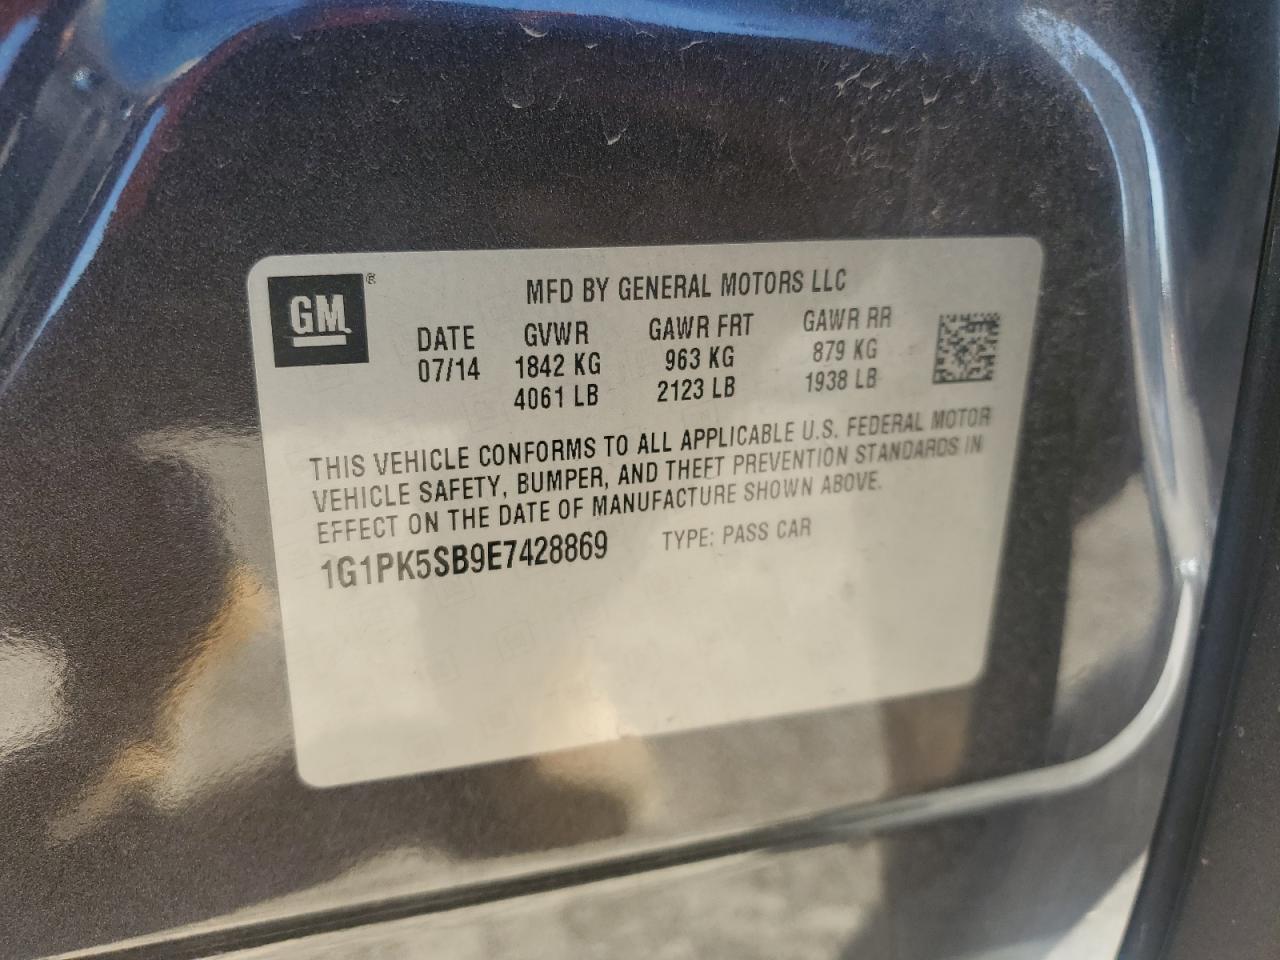 GM ®
MFD BY GENERAL MOTORS LLC
DATE GVWR GAWR FRT GAWR RR
07/14 1842 KG 963 KG 879 KG
4061 LB 2123 LB 1938 LB
THIS VEHICLE CONFORMS TO ALL APPLICABLE U.S. FEDERAL MOTOR
VEHICLE SAFETY, BUMPER, AND THEFT PREVENTION STANDARDS IN
EFFECT ON THE DATE OF MANUFACTURE SHOWN ABOVE.
1G1PK5SB9E7428869 TYPE: PASS CAR